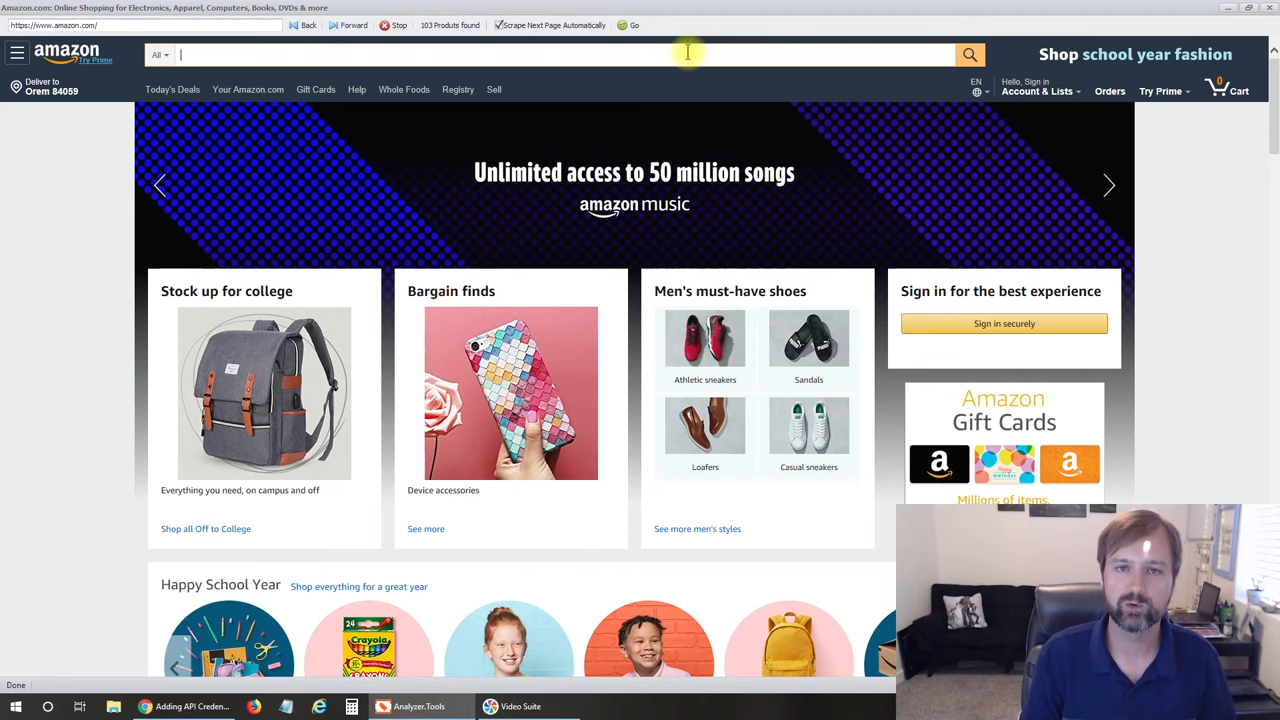 Amazon.com: Online Shopping for Electronics, Apparel, Computers, Books, DVDs & more
https://www.amazon.com/
Back
Forward
Stop
103 Produts found
Scrape Next Page Automatically
Go
amazon
Try Prime
All
Shop school year fashion
Deliver to
Orem 84059
Today's Deals
Your Amazon.com
Gift Cards
Help
Whole Foods
Registry
Sell
EN
Hello, Sign in
Account & Lists
Orders
Try Prime
0
Cart
Unlimited access to 50 million songs
amazon music
Stock up for college
Everything you need, on campus and off
Shop all Off to College
Bargain finds
Device accessories
See more
Men's must-have shoes
Athletic sneakers
Sandals
Loafers
Casual sneakers
See more men's styles
Sign in for the best experience
Sign in securely
Amazon
Gift Cards
a
a
Millions of items.
Happy School Year
Shop everything for a great year
24
Crayola
Done
Adding API Creden...
Analyzer.Tools
Video Suite